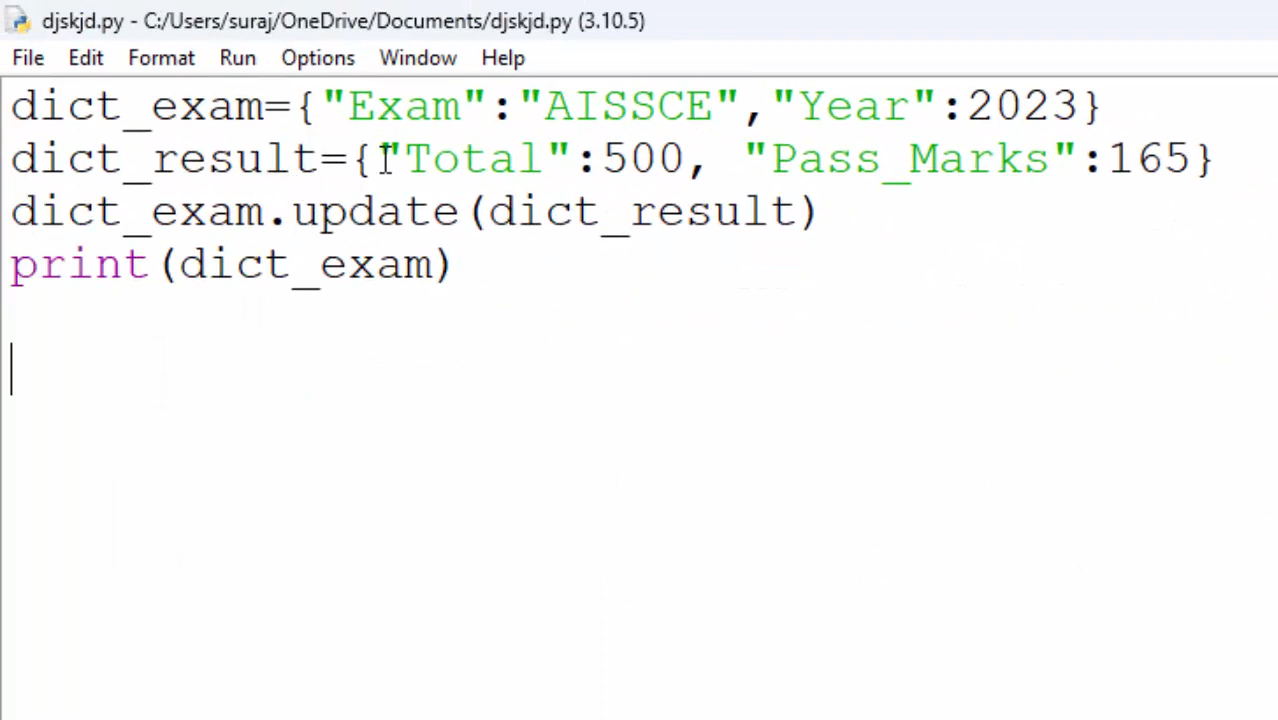 djskjd.py - C:/Users/suraj/OneDrive/Documents/djskjd.py (3.10.5)
File Edit Format Run Options Window Help
dict_exam={"Exam":"AISSCE","Year":2023}
dict_result={"Total":500, "Pass_Marks":165}
dict_exam.update(dict_result)
print(dict_exam)